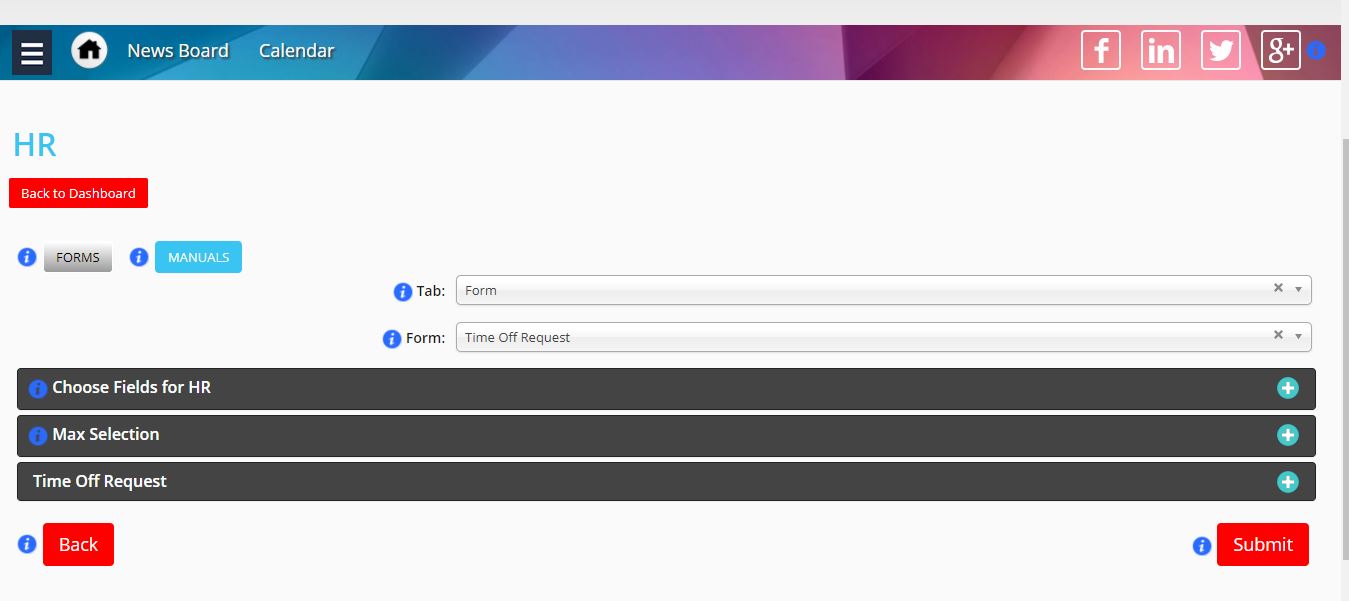 News Board Calendar
HR
Back to Dashboard
FORMS MANUALS
Tab: Form
Form: Time Off Request
Choose Fields for HR
Max Selection
Time Off Request
Back Submit